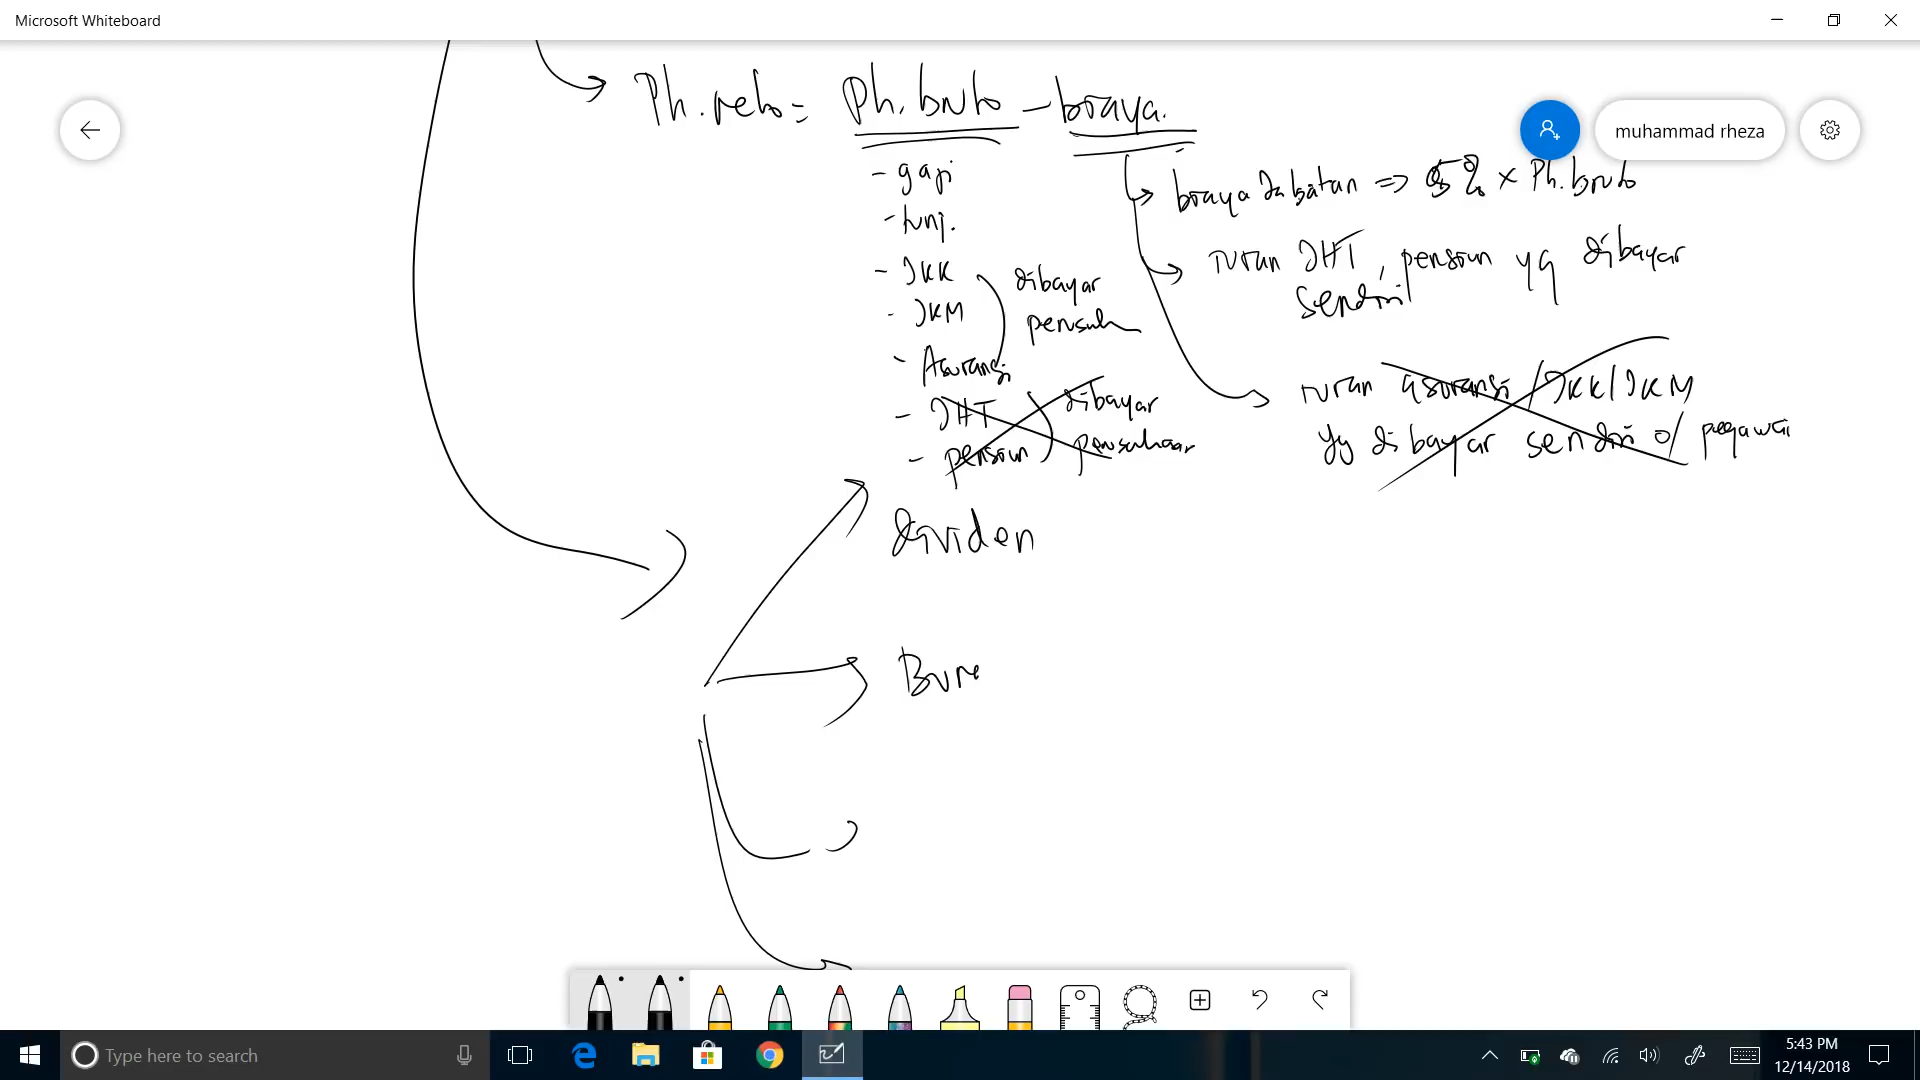 Microsoft Whiteboard
Ph. neto = Ph. bruto - biaya.
muhammad rheza
- gaji
- tunj.
- JKK
- JKM
- Asuransi
dibayar
perusah
- JHT
- pensiun
dibayar
perusahaan
biaya jabatan => 5% x Ph. bruto
iuran JHT, pensiun yg dibayar
sendiri
iuran asuransi/JKK/JKM
yg dibayar sendiri o/ pegawai
dividen
Bun
Type here to search
5:43 PM
12/14/2018